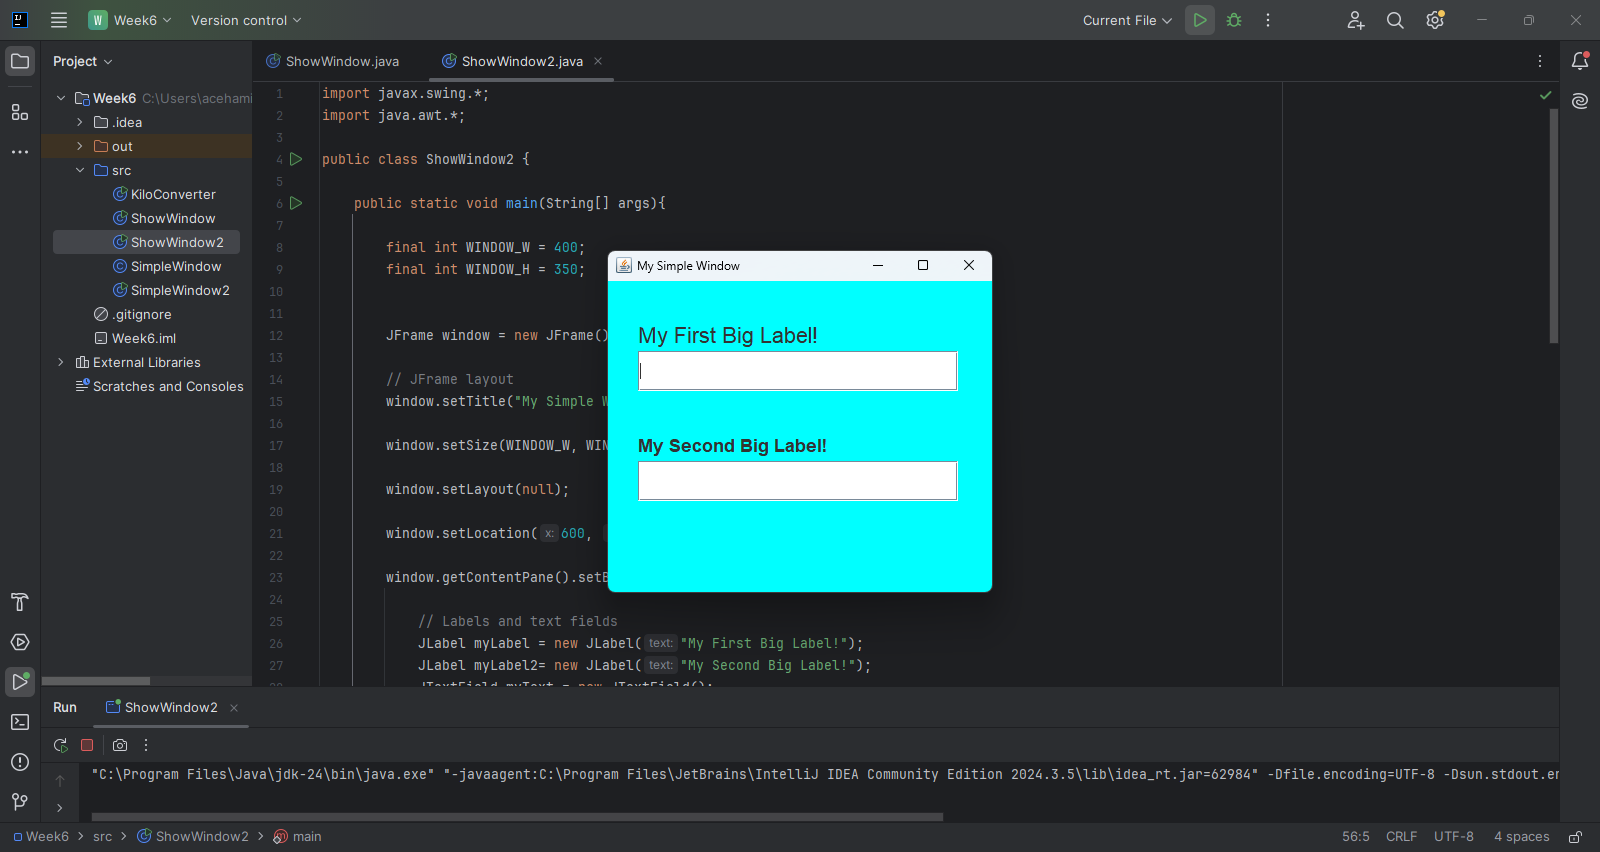 W Week6 Version control Current File
Project
ShowWindow.java ShowWindow2.java
Week6 C:\Users\acehami
.idea
out
src
KiloConverter
ShowWindow
ShowWindow2
SimpleWindow
SimpleWindow2
.gitignore
Week6.iml
External Libraries
Scratches and Consoles
1 import javax.swing.*;
2 import java.awt.*;
3
4 public class ShowWindow2 {
5
6 public static void main(String[] args){
7
8 final int WINDOW_W = 400;
9 final int WINDOW_H = 350;
10
11
12 JFrame window = new JFrame()
13
14 // JFrame layout
15 window.setTitle("My Simple W
16
17 window.setSize(WINDOW_W, WIN
18
19 window.setLayout(null);
20
21 window.setLocation( x: 600,
22
23 window.getContentPane().setB
24
25 // Labels and text fields
26 JLabel myLabel = new JLabel( text: "My First Big Label!");
27 JLabel myLabel2= new JLabel( text: "My Second Big Label!");
28 JTextField myText = new JTextField();
My Simple Window
My First Big Label!
My Second Big Label!
Run ShowWindow2
"C:\Program Files\Java\jdk-24\bin\java.exe" "-javaagent:C:\Program Files\JetBrains\IntelliJ IDEA Community Edition 2024.3.5\lib\idea_rt.jar=62984" -Dfile.encoding=UTF-8 -Dsun.stdout.en
Week6 src ShowWindow2 main 56:5 CRLF UTF-8 4 spaces